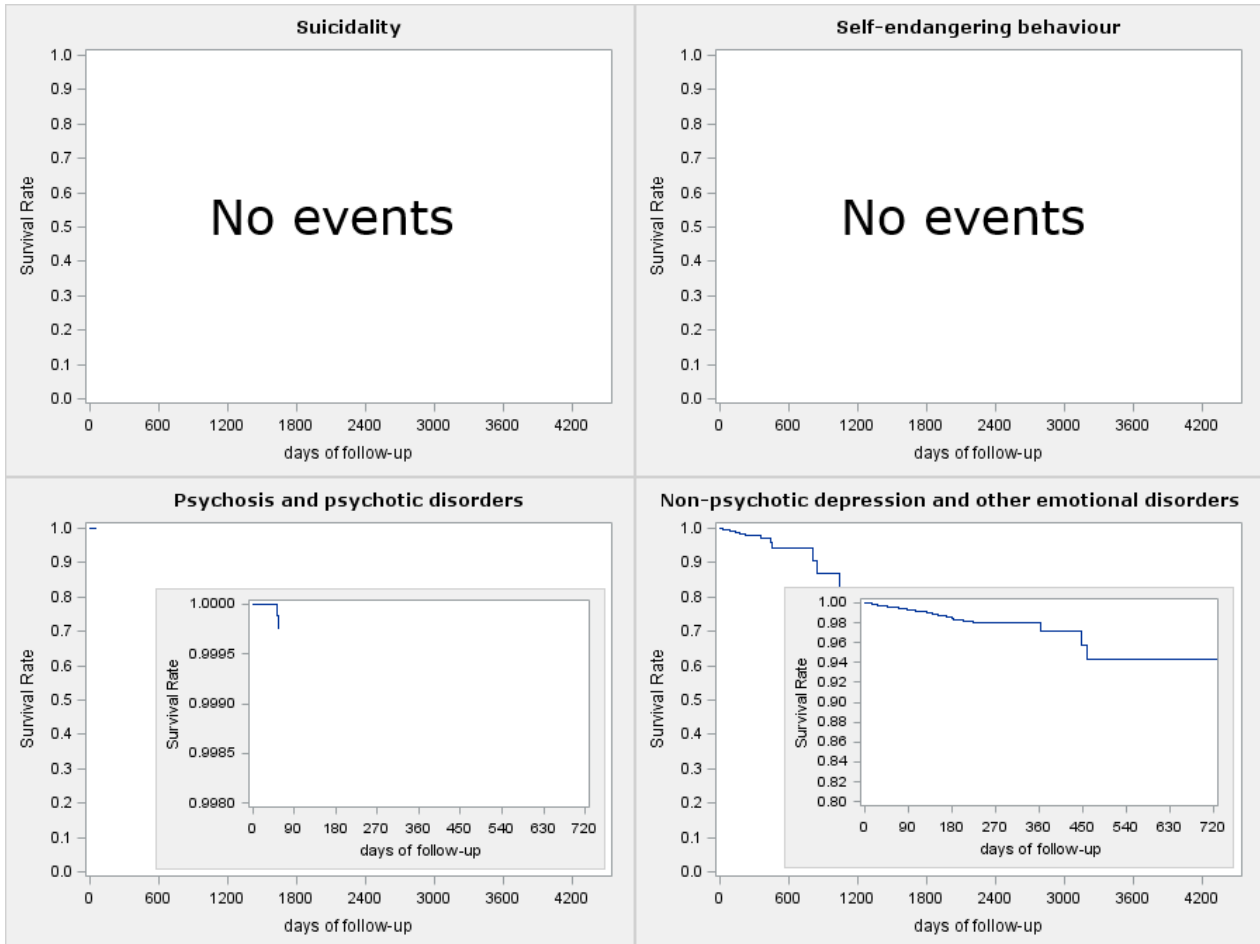 Suicidality
1.0
0.9
0.8
0.7
0.6
0.5
0.4
0.3
0.2
0.1
0.0
Survival Rate
No events
0 600 1200 1800 2400 3000 3600 4200
days of follow-up
Self-endangering behaviour
1.0
0.9
0.8
0.7
0.6
0.5
0.4
0.3
0.2
0.1
0.0
Survival Rate
No events
0 600 1200 1800 2400 3000 3600 4200
days of follow-up
Psychosis and psychotic disorders
1.0
0.9
0.8
0.7
0.6
0.5
0.4
0.3
0.2
0.1
0.0
Survival Rate
1.0000
0.9995
0.9990
0.9985
0.9980
Survival Rate
0 90 180 270 360 450 540 630 720
days of follow-up
0 600 1200 1800 2400 3000 3600 4200
days of follow-up
Non-psychotic depression and other emotional disorders
1.0
0.9
0.8
0.7
0.6
0.5
0.4
0.3
0.2
0.1
0.0
Survival Rate
1.00
0.98
0.96
0.94
0.92
0.90
0.88
0.86
0.84
0.82
0.80
Survival Rate
0 90 180 270 360 450 540 630 720
days of follow-up
0 600 1200 1800 2400 3000 3600 4200
days of follow-up